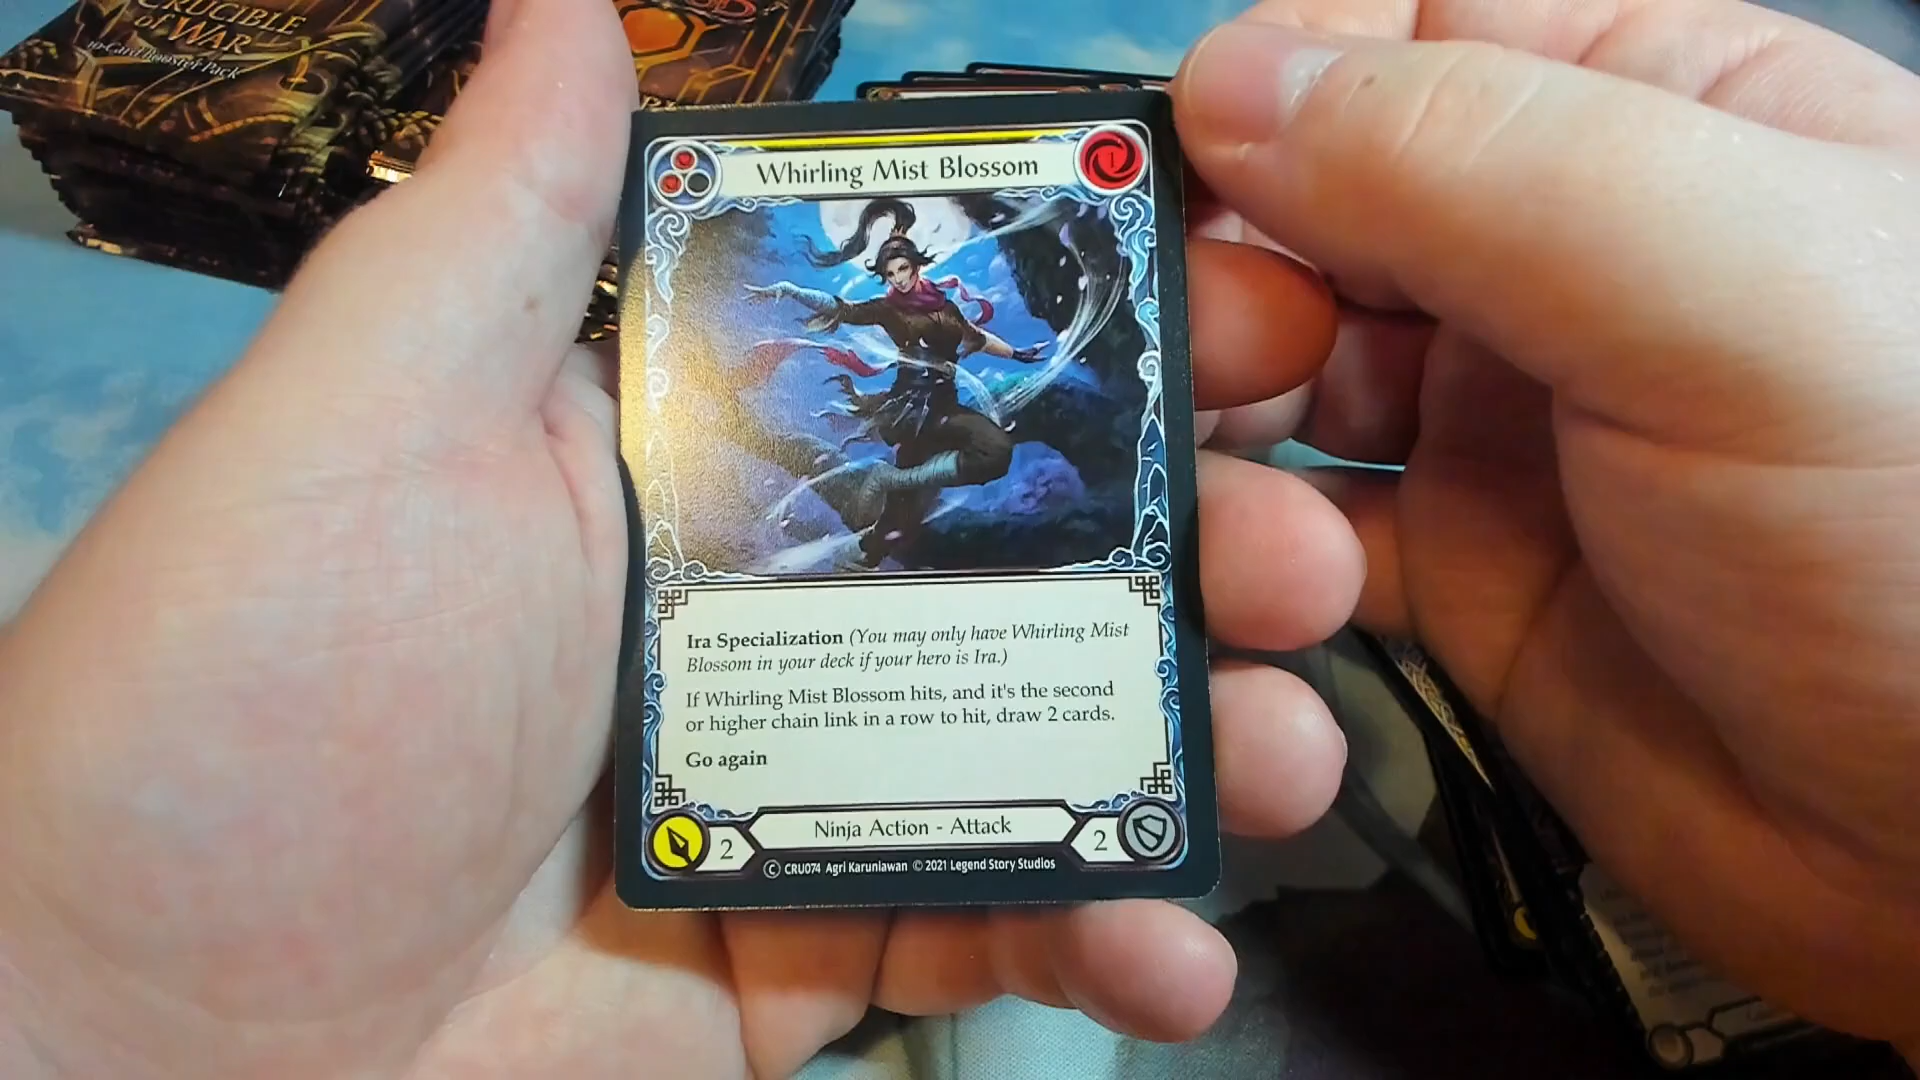 CRUCIBLE
of WAR
10-Card Booster Pack
1
Whirling Mist Blossom
Ira Specialization (You may only have Whirling Mist
Blossom in your deck if your hero is Ira.)
If Whirling Mist Blossom hits, and it's the second
or higher chain link in a row to hit, draw 2 cards.
Go again
2
Ninja Action - Attack
2
C CRU074 Agri Karuniawan © 2021 Legend Story Studios